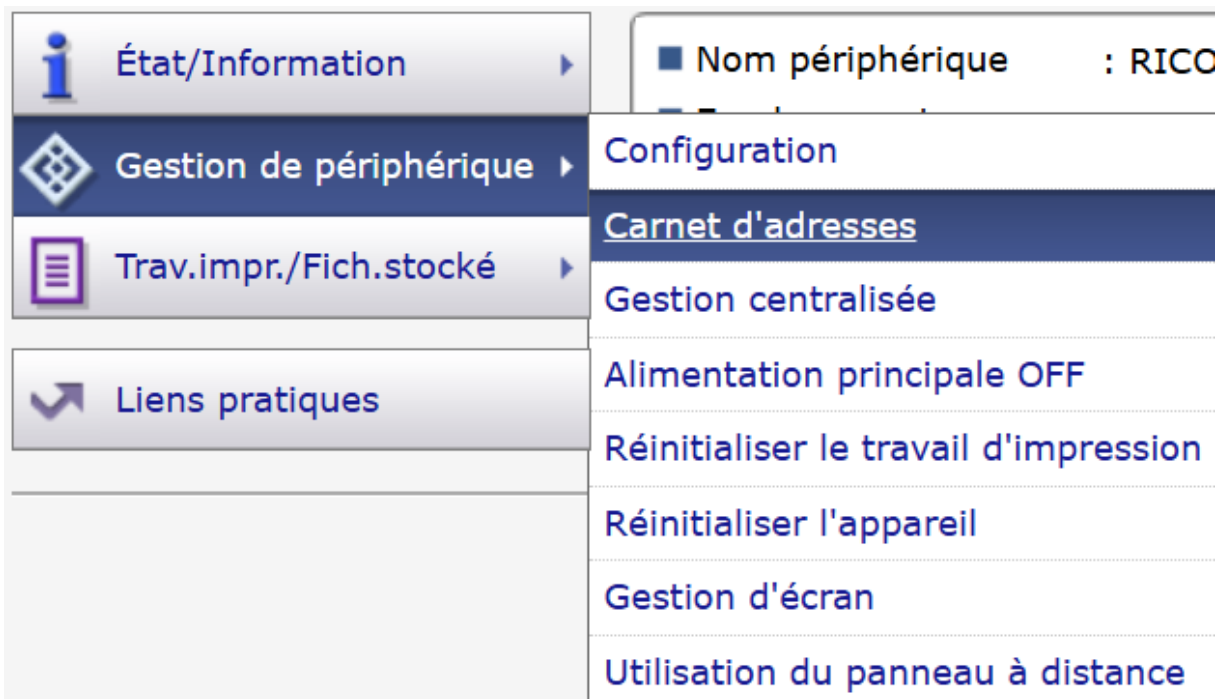 État/Information
Nom périphérique : RICO
Gestion de périphérique
Configuration
Carnet d'adresses
Trav.impr./Fich.stocké
Gestion centralisée
Alimentation principale OFF
Liens pratiques
Réinitialiser le travail d'impression
Réinitialiser l'appareil
Gestion d'écran
Utilisation du panneau à distance